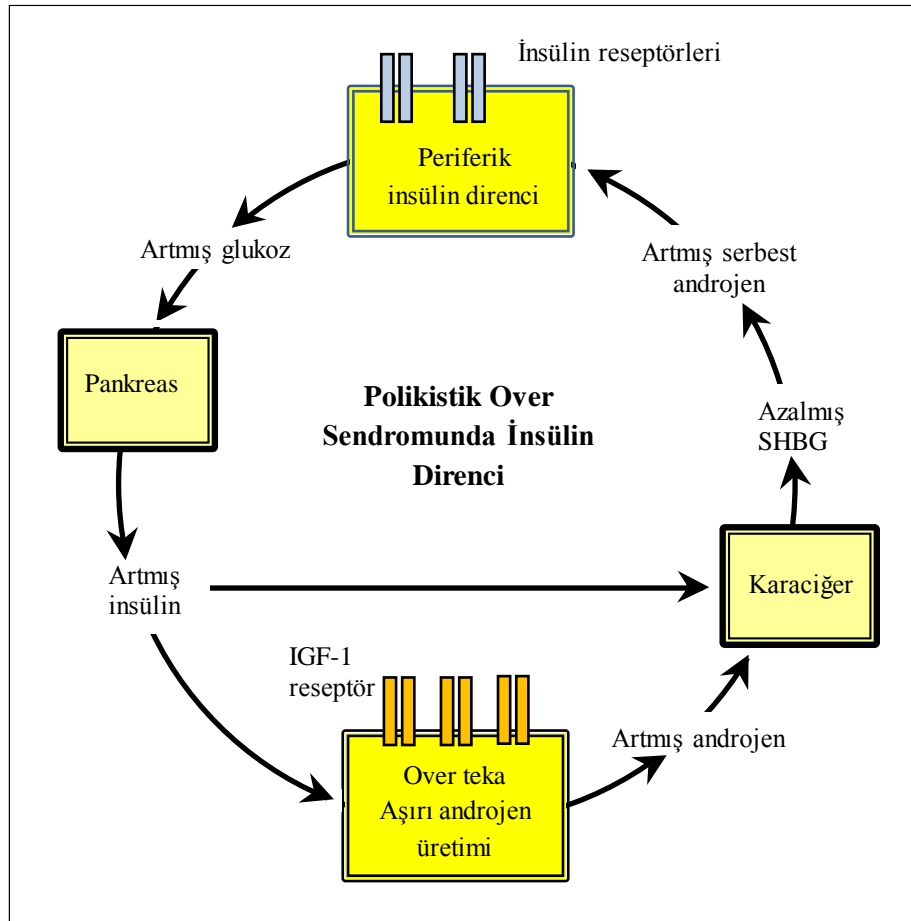 İnsülin reseptörleri
Periferik
insülin direnci
Artmış glukoz
Artmış serbest
androjen
Pankreas
Polikistik Over
Sendromunda İnsülin
Direnci
Azalmış
SHBG
Artmış
insülin
Karaciğer
IGF-1
reseptör
Artmış androjen
Over teka
Aşırı androjen
üretimi